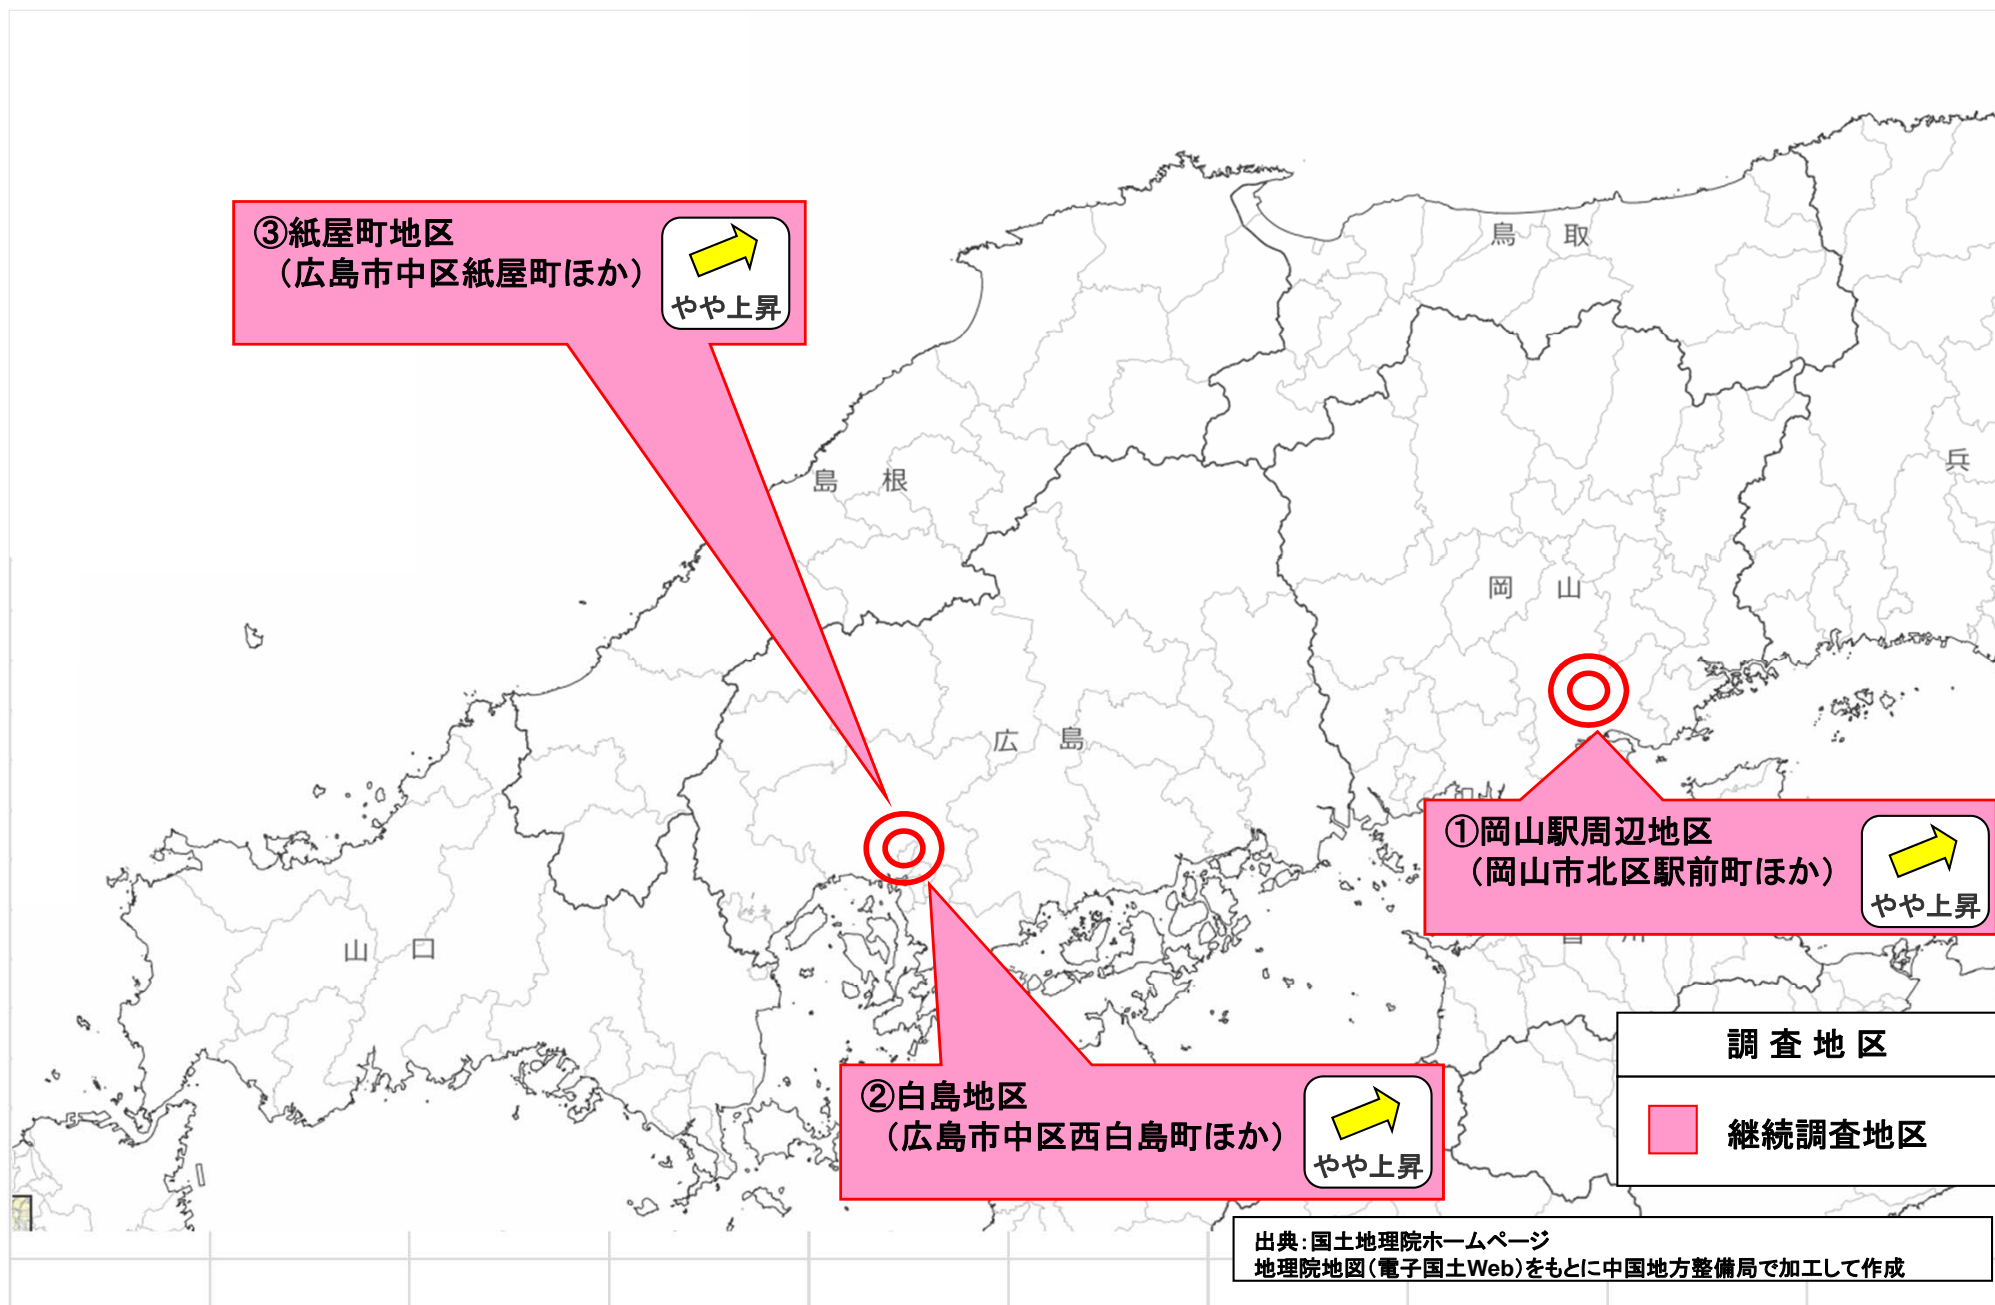 ③紙屋町地区
（広島市中区紙屋町ほか）
やや上昇
鳥 取
島 根
兵
岡 山
広 島
①岡山駅周辺地区
（岡山市北区駅前町ほか）
やや上昇
山 口
②白島地区
（広島市中区西白島町ほか）
やや上昇
調 査 地 区
継続調査地区
出典：国土地理院ホームページ
地理院地図（電子国土Web）をもとに中国地方整備局で加工して作成